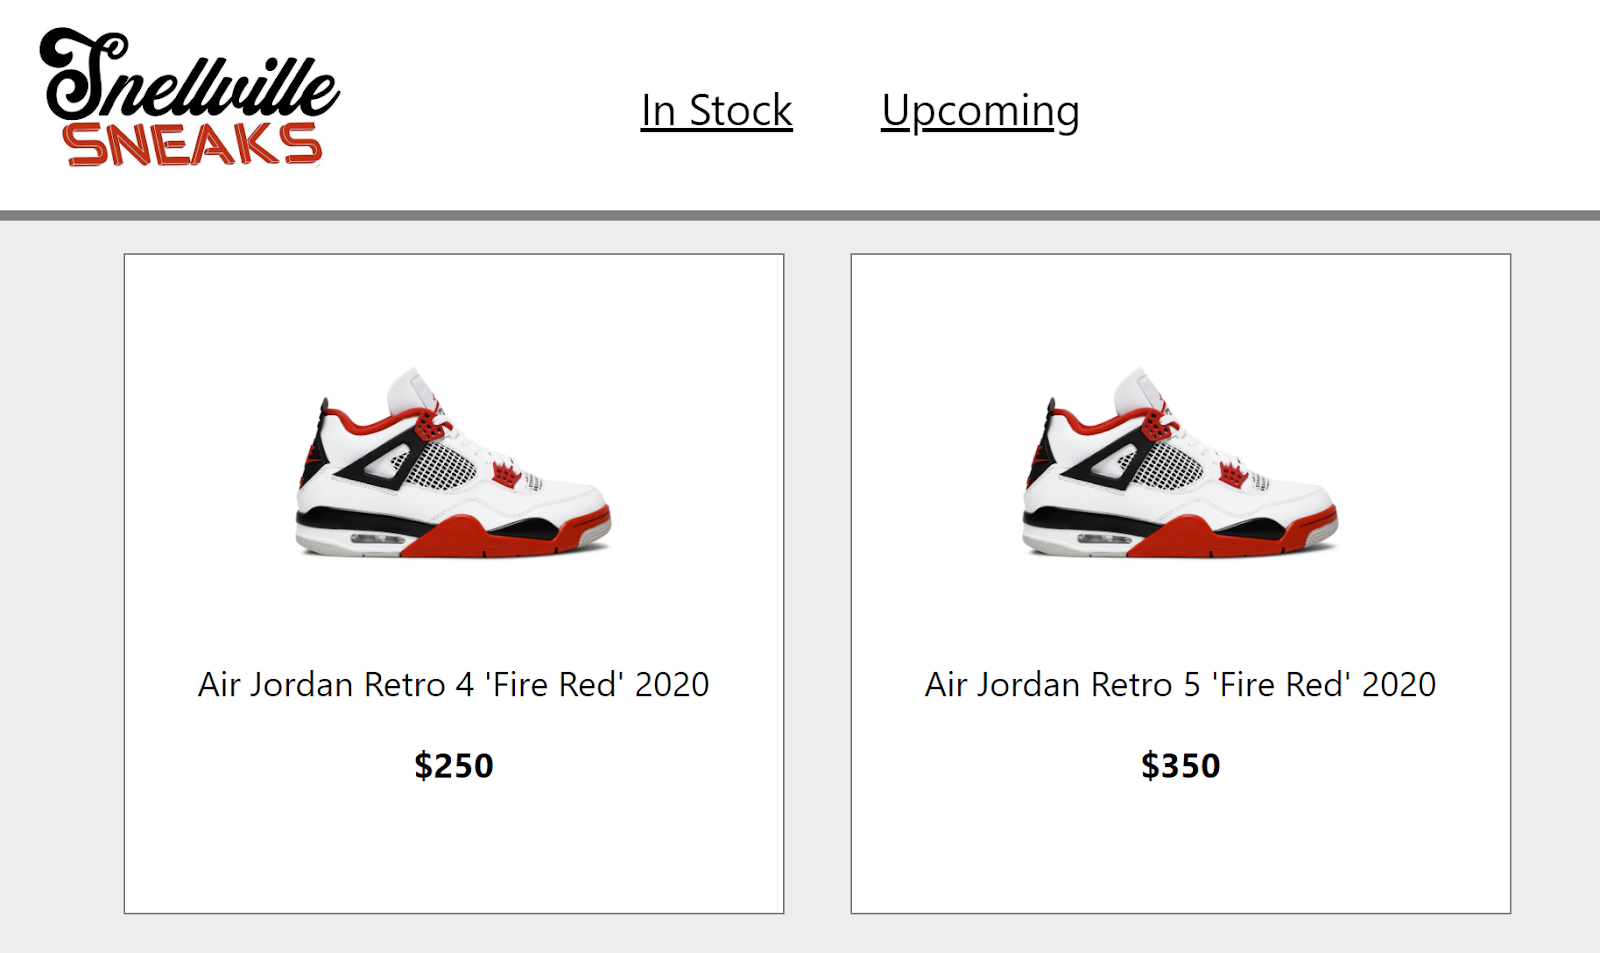 Snellville
SNEAKS
In Stock
Upcoming
Air Jordan Retro 4 'Fire Red' 2020
$250
Air Jordan Retro 5 'Fire Red' 2020
$350